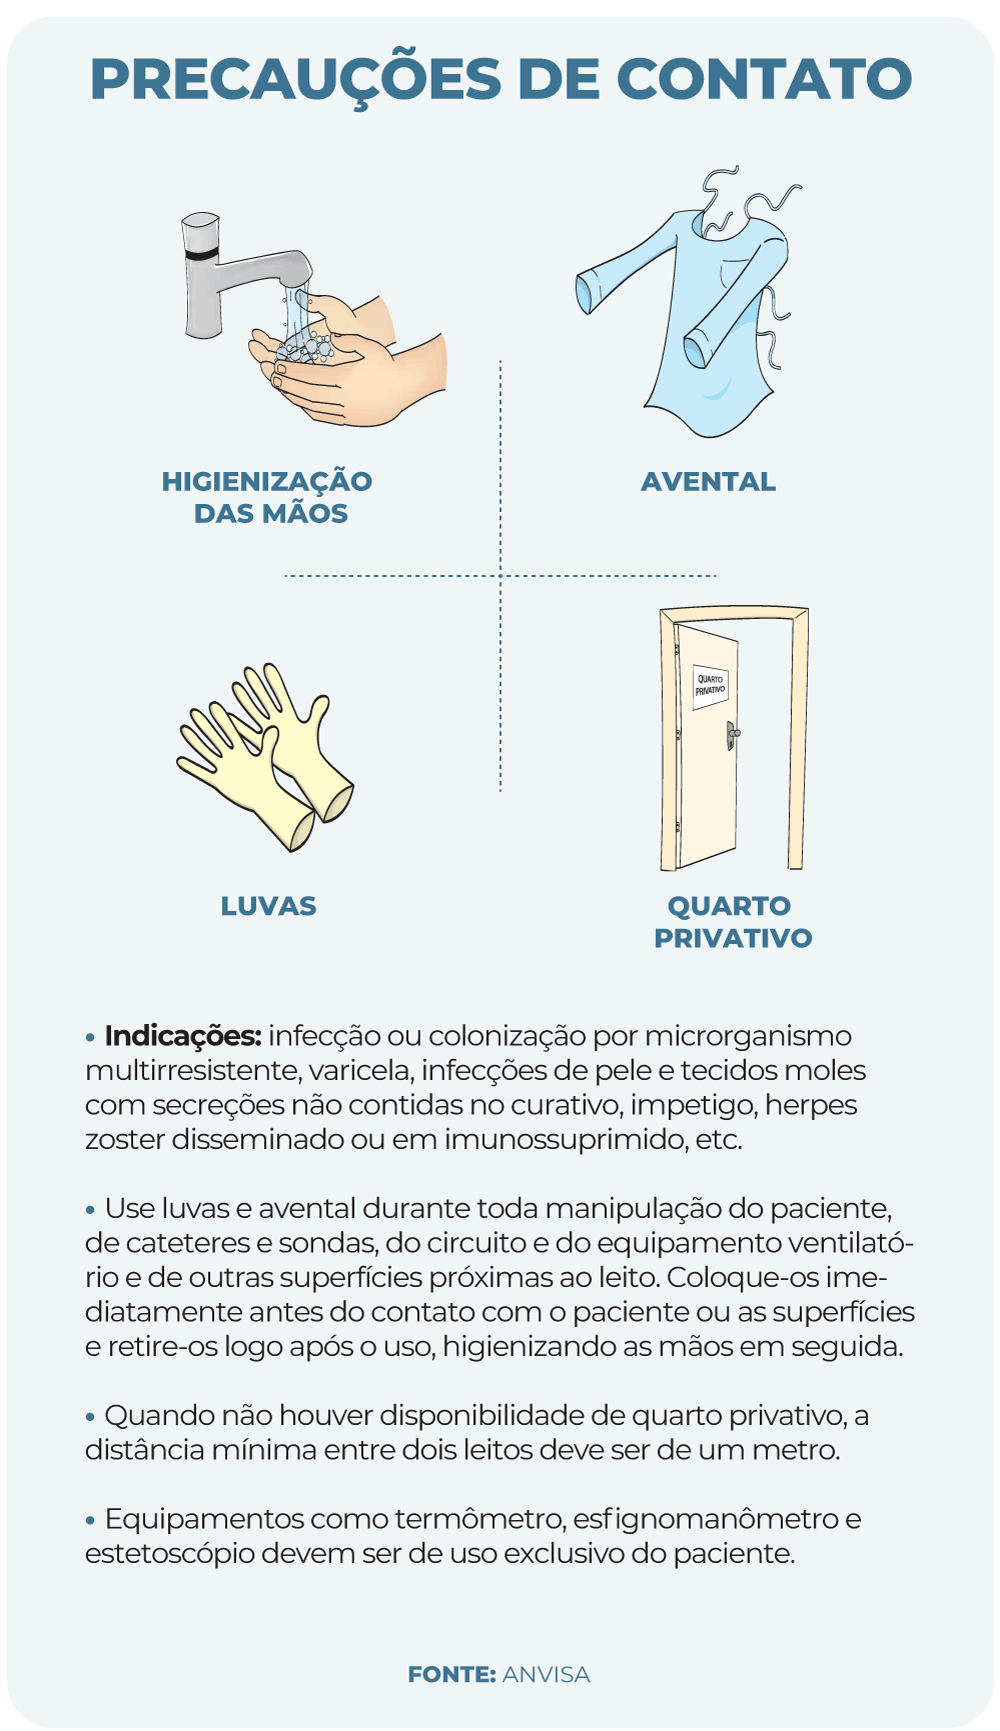 PRECAUÇÕES DE CONTATO
HIGIENIZAÇÃO
DAS MÃOS
AVENTAL
QUARTO
PRIVATIVO
LUVAS
QUARTO
PRIVATIVO
• Indicações: infecção ou colonização por microrganismo
multirresistente, varicela, infecções de pele e tecidos moles
com secreções não contidas no curativo, impetigo, herpes
zoster disseminado ou em imunossuprimido, etc.
• Use luvas e avental durante toda manipulação do paciente,
de cateteres e sondas, do circuito e do equipamento ventilató-
rio e de outras superfícies próximas ao leito. Coloque-os ime-
diatamente antes do contato com o paciente ou as superfícies
e retire-os logo após o uso, higienizando as mãos em seguida.
• Quando não houver disponibilidade de quarto privativo, a
distância mínima entre dois leitos deve ser de um metro.
• Equipamentos como termômetro, esfignomanômetro e
estetoscópio devem ser de uso exclusivo do paciente.
FONTE: ANVISA